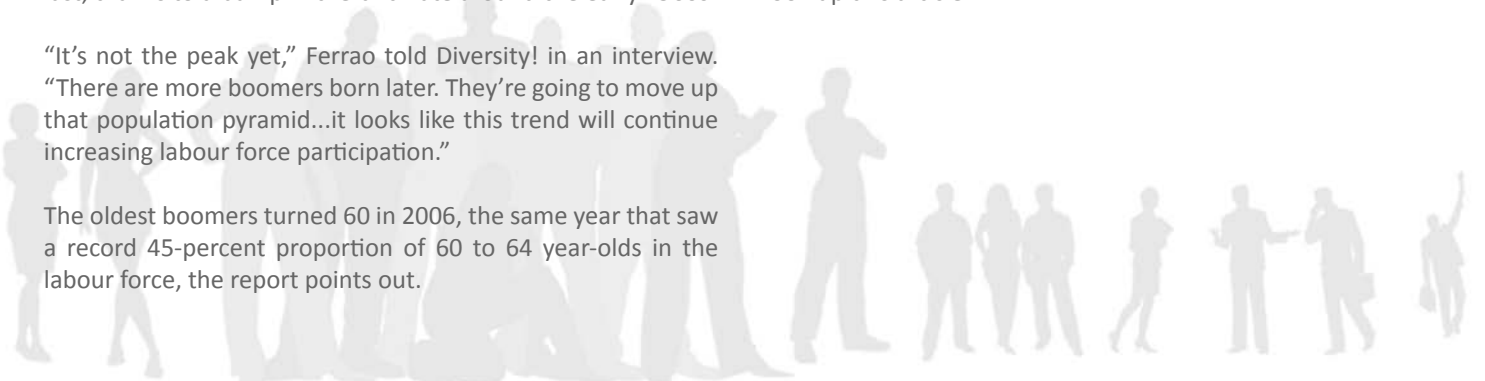 “It’s not the peak yet,” Ferrao told Diversity! in an interview.
“There are more boomers born later. They’re going to move up
that population pyramid...it looks like this trend will continue
increasing labour force participation.”
The oldest boomers turned 60 in 2006, the same year that saw
a record 45-percent proportion of 60 to 64 year-olds in the
labour force, the report points out.